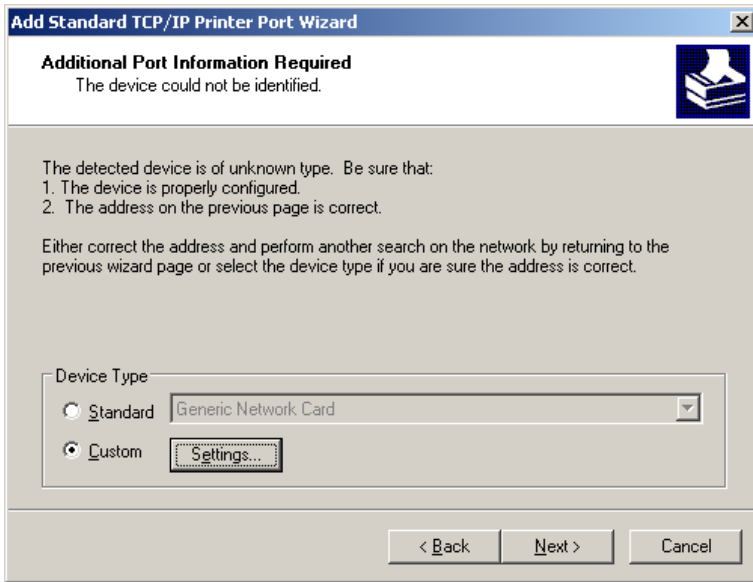 Add Standard TCP/IP Printer Port Wizard
Additional Port Information Required
The device could not be identified.
The detected device is of unknown type.  Be sure that:
1. The device is properly configured.
2.  The address on the previous page is correct.
Either correct the address and perform another search on the network by returning to the
previous wizard page or select the device type if you are sure the address is correct.
Device Type
Standard
Generic Network Card
Custom
Settings...
< Back
Next >
Cancel